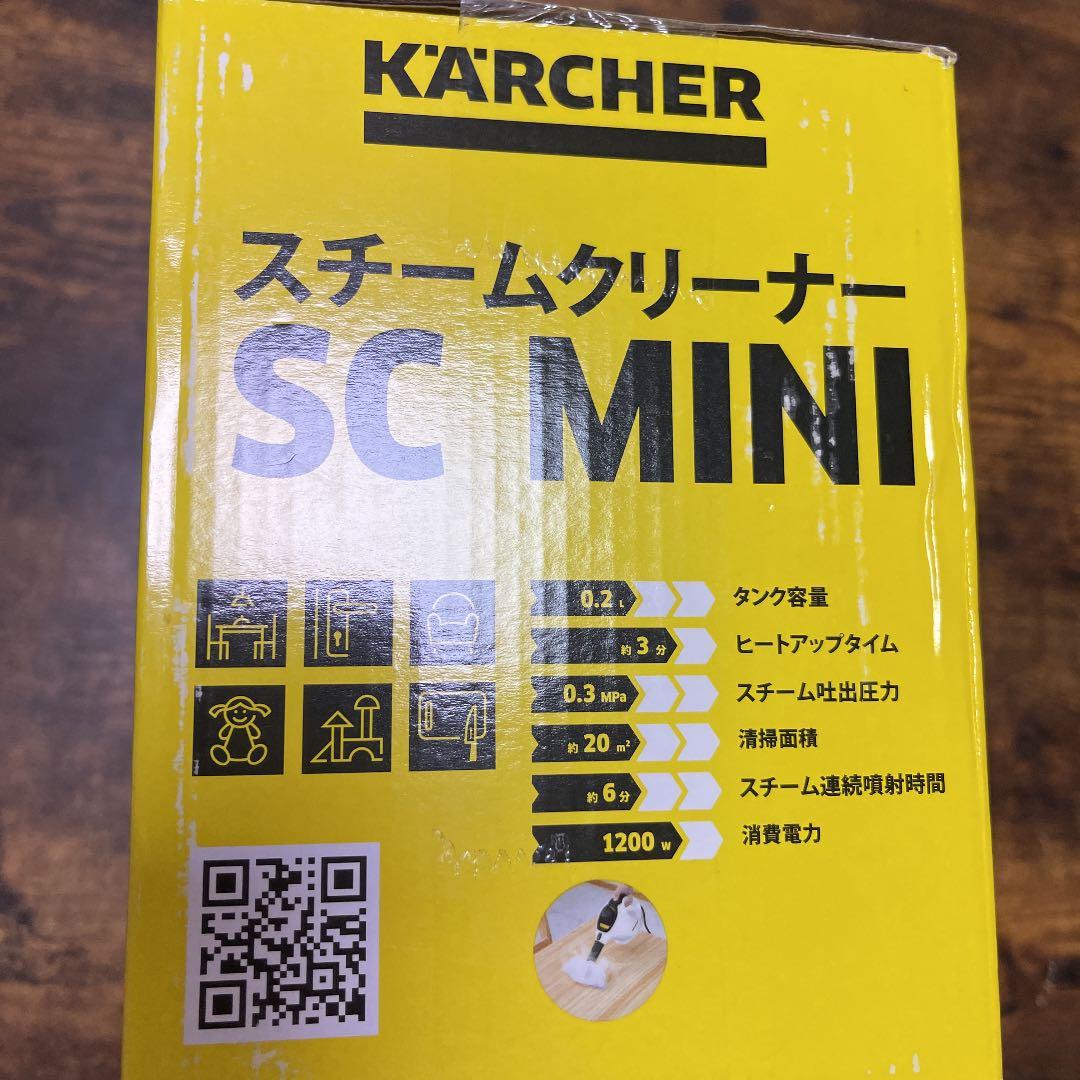 KÄRCHER
スチームクリーナー
SC MINI
0.2 L タンク容量
約 3 分 ヒートアップタイム
0.3 MPa スチーム吐出圧力
約 20 m² 清掃面積
約 6 分 スチーム連続噴射時間
1200 W 消費電力